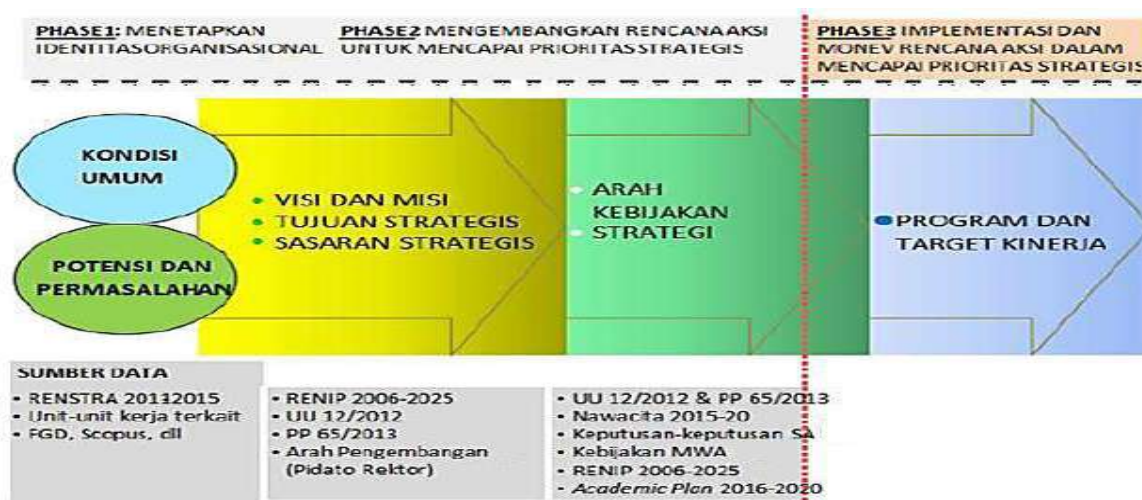 PHASE1: MENETAPKAN
IDENTITASORGANISASIONAL
PHASE2 MENGEMBANGKAN RENCANAAKSI
UNTUK MENCAPAI PRIORITAS STRATEGIS
PHASE3 IMPLEMENTASI DAN
MONEV RENCANA AKSI DALAM
MENCAPAI PRIORITAS STRATEGIS
KONDISI
UMUM
POTENSI DAN
PERMASALAHAN
• VISI DAN MISI
• TUJUAN STRATEGIS
• SASARAN STRATEGIS
• ARAH
KEBIJAKAN
• STRATEGI
• PROGRAM DAN
TARGET KINERJA
SUMBER DATA
• RENSTRA 20112015
• Unit-unit kerja terkait
• FGD, Scopus, dll
• RENIP 2006-2025
• UU 12/2012
• PP 65/2013
• Arah Pengembangan
(Pidato Rektor)
• UU 12/2012 & PP 65/2013
• Nawacita 2015-20
• Keputusan-keputusan SA
• Kebijakan MWA
• RENIP 2006-2025
- Academic Plan 2016-2020